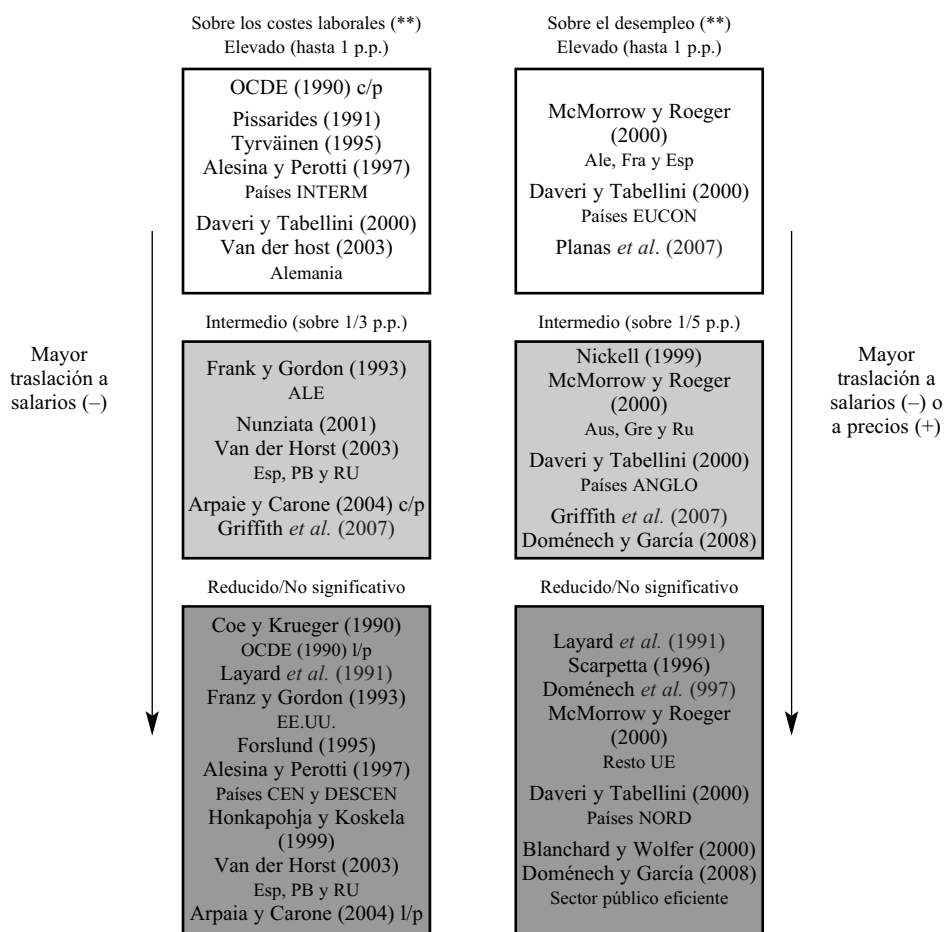 Sobre los costes laborales (**)
Elevado (hasta 1 p.p.)
OCDE (1990) c/p
Pissarides (1991)
Tyrväinen (1995)
Alesina y Perotti (1997)
Países INTERM
Daveri y Tabellini (2000)
Van der host (2003)
Alemania
Intermedio (sobre 1/3 p.p.)
Frank y Gordon (1993)
ALE
Nunziata (2001)
Van der Horst (2003)
Esp, PB y RU
Arpaie y Carone (2004) c/p
Griffith et al. (2007)
Reducido/No significativo
Coe y Krueger (1990)
OCDE (1990) l/p
Layard et al. (1991)
Franz y Gordon (1993)
EE.UU.
Forslund (1995)
Alesina y Perotti (1997)
Países CEN y DESCEN
Honkapohja y Koskela
(1999)
Van der Horst (2003)
Esp, PB y RU
Arpaia y Carone (2004) l/p
Mayor
traslación a
salarios (–)
Sobre el desempleo (**)
Elevado (hasta 1 p.p.)
McMorrow y Roeger
(2000)
Ale, Fra y Esp
Daveri y Tabellini (2000)
Países EUCON
Planas et al. (2007)
Intermedio (sobre 1/5 p.p.)
Nickell (1999)
McMorrow y Roeger
(2000)
Aus, Gre y Ru
Daveri y Tabellini (2000)
Países ANGLO
Griffith et al. (2007)
Doménech y García (2008)
Reducido/No significativo
Layard et al. (1991)
Scarpetta (1996)
Doménech et al. (997)
McMorrow y Roeger
(2000)
Resto UE
Daveri y Tabellini (2000)
Países NORD
Blanchard y Wolfer (2000)
Doménech y García (2008)
Sector público eficiente
Mayor
traslación a
salarios (–) o
a precios (+)